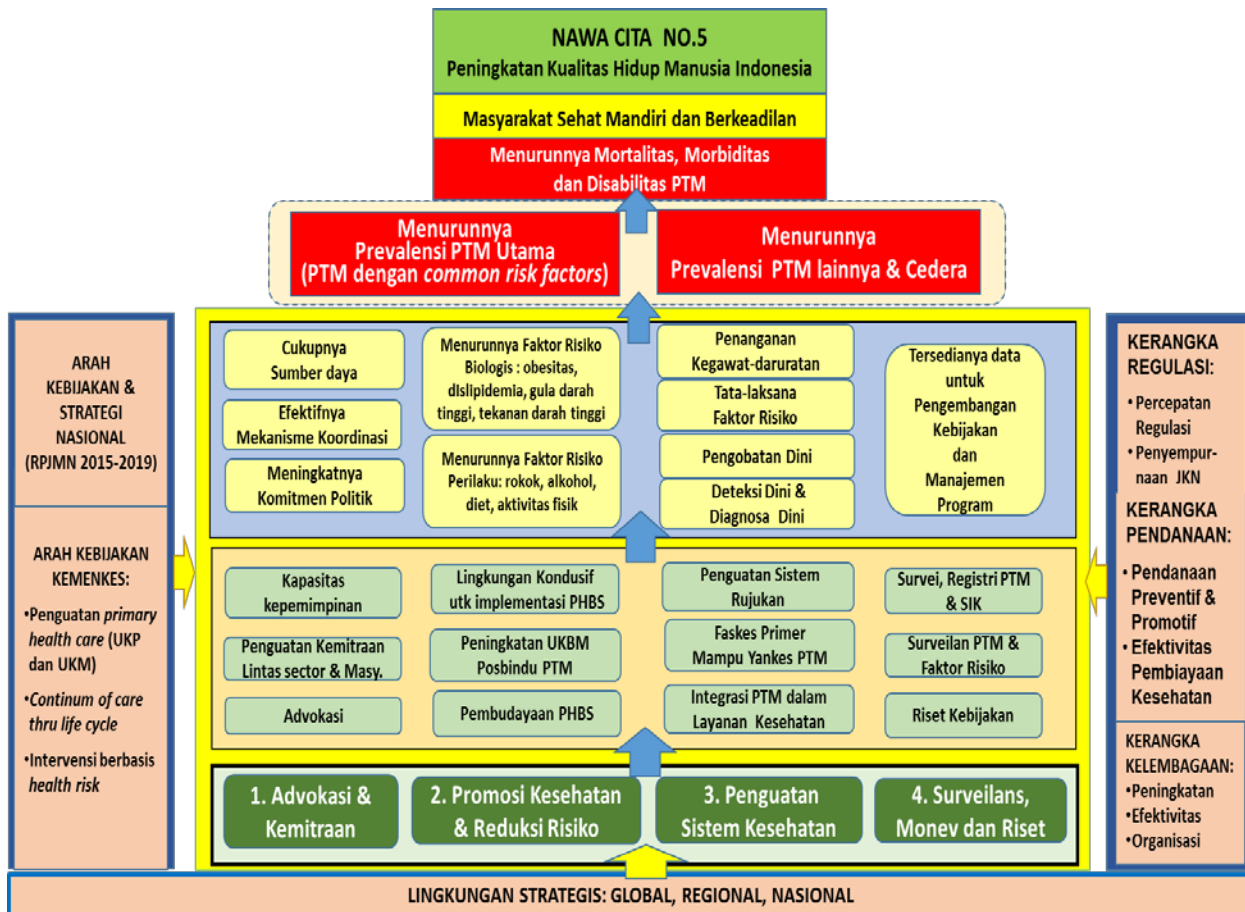 NAWA CITA NO.5
Peningkatan Kualitas Hidup Manusia Indonesia
Masyarakat Sehat Mandiri dan Berkeadilan
Menurunnya Mortalitas, Morbiditas
dan Disabilitas PTM
Menurunnya
Prevalensi PTM Utama
(PTM dengan common risk factors)
Menurunnya
Prevalensi PTM lainnya & Cedera
ARAH
KEBIJAKAN &
STRATEGI
NASIONAL
(RPJMN 2015-2019)
ARAH KEBIJAKAN
KEMENKES:
•Penguatan primary
health care (UKP
dan UKM)
•Continum of care
thru life cycle
•Intervensi berbasis
health risk
Cukupnya
Sumber daya
Efektifnya
Mekanisme Koordinasi
Meningkatnya
Komitmen Politik
Menurunnya Faktor Risiko
Biologis : obesitas,
dislipidemia, gula darah
tinggi, tekanan darah tinggi
Menurunnya Faktor Risiko
Perilaku: rokok, alkohol,
diet, aktivitas fisik
Penanganan
Kegawat-daruratan
Tata-laksana
Faktor Risiko
Pengobatan Dini
Deteksi Dini &
Diagnosa Dini
Tersedianya data
untuk
Pengembangan
Kebijakan
dan
Manajemen
Program
Kapasitas
kepemimpinan
Penguatan Kemitraan
Lintas sector & Masy.
Advokasi
Lingkungan Kondusif
utk implementasi PHBS
Peningkatan UKBM
Posbindu PTM
Pembudayaan PHBS
Penguatan Sistem
Rujukan
Faskes Primer
Mampu Yankes PTM
Integrasi PTM dalam
Layanan Kesehatan
Survei, Registri PTM
& SIK
Surveilan PTM &
Faktor Risiko
Riset Kebijakan
1. Advokasi &
Kemitraan
2. Promosi Kesehatan
& Reduksi Risiko
3. Penguatan
Sistem Kesehatan
4. Surveilans,
Monev dan Riset
KERANGKA
REGULASI:
• Percepatan
Regulasi
• Penyempur-
naan JKN
KERANGKA
PENDANAAN:
• Pendanaan
Preventif &
Promotif
• Efektivitas
Pembiayaan
Kesehatan
KERANGKA
KELEMBAGAAN:
•Peningkatan
•Efektivitas
•Organisasi
LINGKUNGAN STRATEGIS: GLOBAL, REGIONAL, NASIONAL